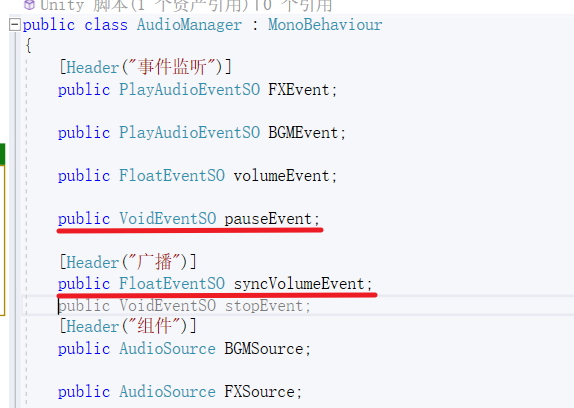 Unity 脚本(1 个资产引用)|0 个引用
public class AudioManager : MonoBehaviour
{
[Header("事件监听")]
public PlayAudioEventSO FXEvent;
public PlayAudioEventSO BGMEvent;
public FloatEventSO volumeEvent;
public VoidEventSO pauseEvent;
[Header("广播")]
public FloatEventSO syncVolumeEvent;
public VoidEventSO stopEvent;
[Header("组件")]
public AudioSource BGMSource;
public AudioSource FXSource;